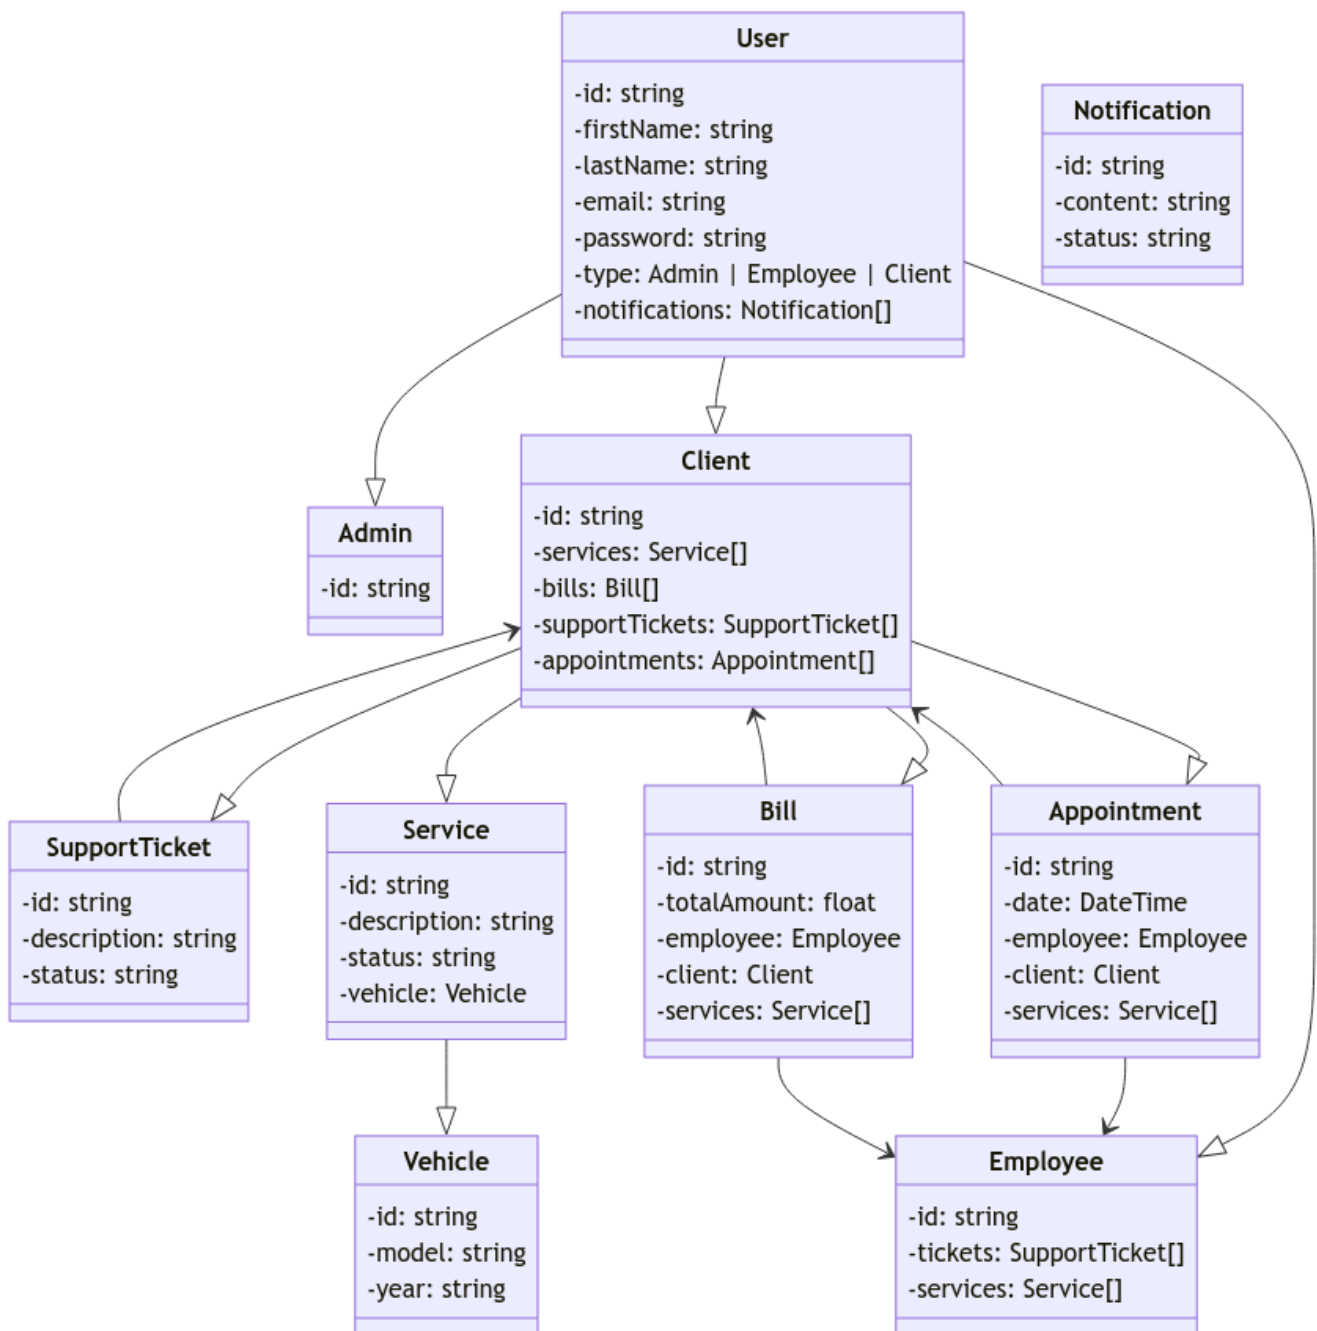 User
-id: string
-firstName: string
-lastName: string
-email: string
-password: string
-type: Admin | Employee | Client
-notifications: Notification[]
Notification
-id: string
-content: string
-status: string
Client
-id: string
-services: Service[]
-bills: Bill[]
-supportTickets: SupportTicket[]
-appointments: Appointment[]
Admin
-id: string
SupportTicket
-id: string
-description: string
-status: string
Service
-id: string
-description: string
-status: string
-vehicle: Vehicle
Bill
-id: string
-totalAmount: float
-employee: Employee
-client: Client
-services: Service[]
Appointment
-id: string
-date: DateTime
-employee: Employee
-client: Client
-services: Service[]
Vehicle
-id: string
-model: string
-year: string
Employee
-id: string
-tickets: SupportTicket[]
-services: Service[]